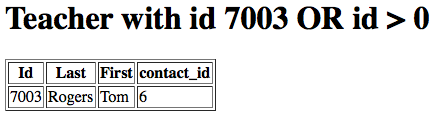 Teacher with id 7003 OR id > 0
Id Last First contact_id
7003 Rogers Tom 6